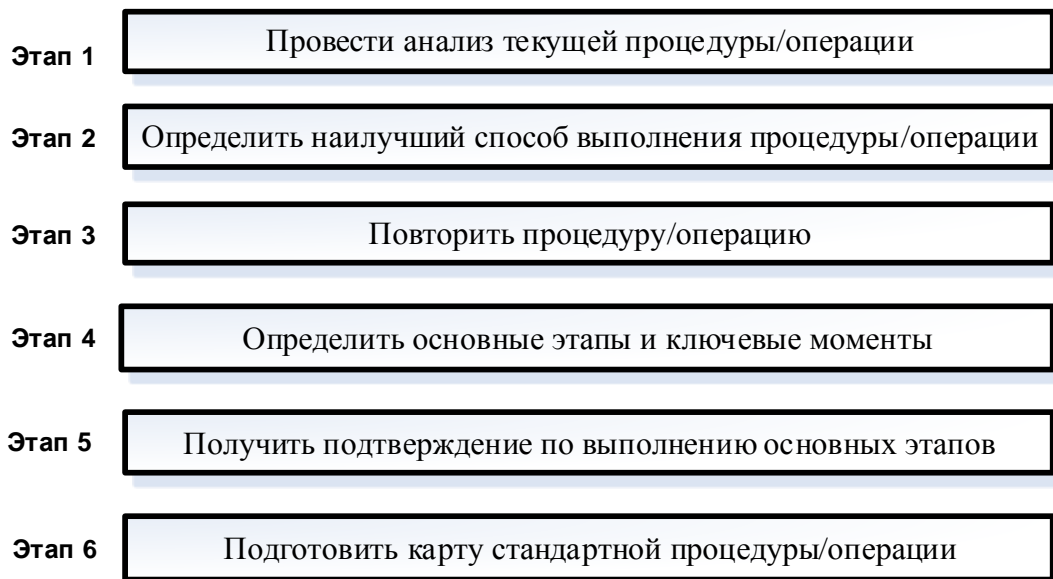 Этап 1
Провести анализ текущей процедуры/операции
Этап 2
Определить наилучший способ выполнения процедуры/операции
Этап 3
Повторить процедуру/операцию
Этап 4
Определить основные этапы и ключевые моменты
Этап 5
Получить подтверждение по выполнению основных этапов
Этап 6
Подготовить карту стандартной процедуры/операции